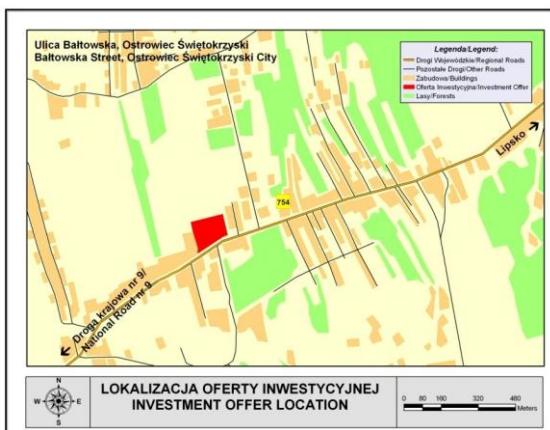 Ulica Bałtowska, Ostrowiec Świętokrzyski
Bałtowska Street, Ostrowiec Świętokrzyski City
Legenda/Legend:
Drogi Wojewódzkie/Regional Roads
Pozostałe Drogi/Other Roads
Zabudowa/Buildings
Oferta Inwestycyjna/Investment Offer
Lasy/Forests
Lipsko
754
Droga krajowa nr 9/
National Road nr 9
N
W
E
S
LOKALIZACJA OFERTY INWESTYCYJNEJ
INVESTMENT OFFER LOCATION
0 80 160 320 480
Meters